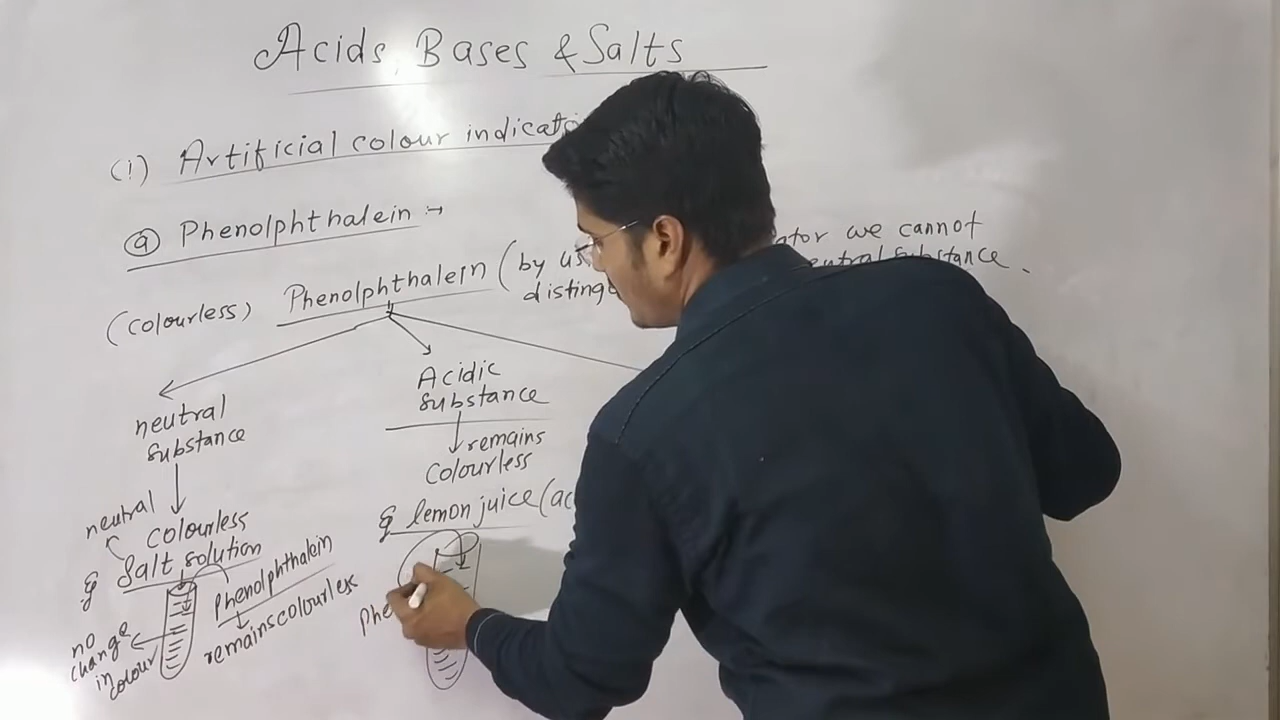 Acids, Bases & Salts
(1) Artificial colour indicato
(a) Phenolphthalein :→
Phenolphthalein (by us
ator we cannot
distingu
eutral substance.
(colourless)
neutral
substance
colourless
neutral
Eg Salt solution
Phenolphthalein
remains colourless
no
change
in
colour
Acidic
substance
remains
colourless
Eg lemon juice (ac
Phe